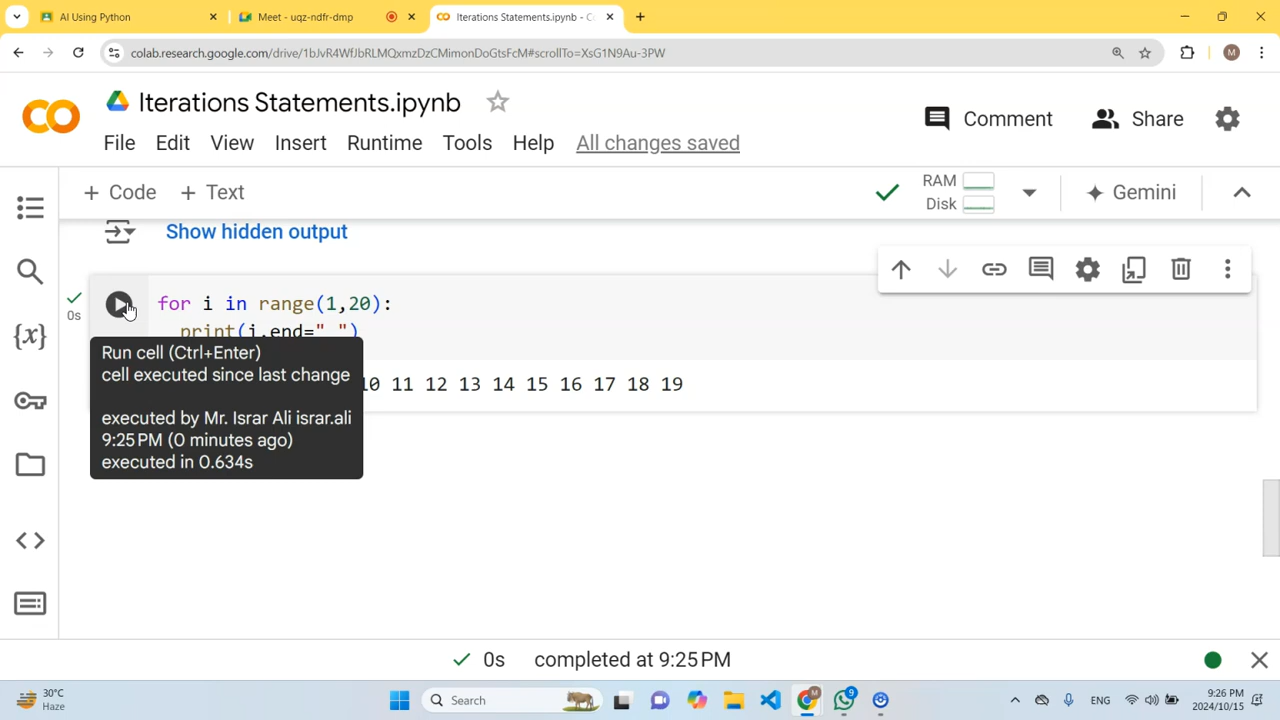 AI Using Python
Meet - uqz-ndfr-dmp
Iterations Statements.ipynb - C
colab.research.google.com/drive/1bJvR4WfJbRLMQxmzDzCMimonDoGtsFcM#scrollTo=XsG1N9Au-3PW
M
CO
Iterations Statements.ipynb
Comment
Share
File Edit View Insert Runtime Tools Help All changes saved
+ Code + Text
RAM
Disk
Gemini
Show hidden output
0s
for i in range(1,20):
print(i,end=" ")
10 11 12 13 14 15 16 17 18 19
Run cell (Ctrl+Enter)
cell executed since last change
executed by Mr. Israr Ali israr.ali
9:25 PM (0 minutes ago)
executed in 0.634s
{x}
0s completed at 9:25 PM
30°C
Haze
Search
M
9
ENG
9:26 PM
2024/10/15